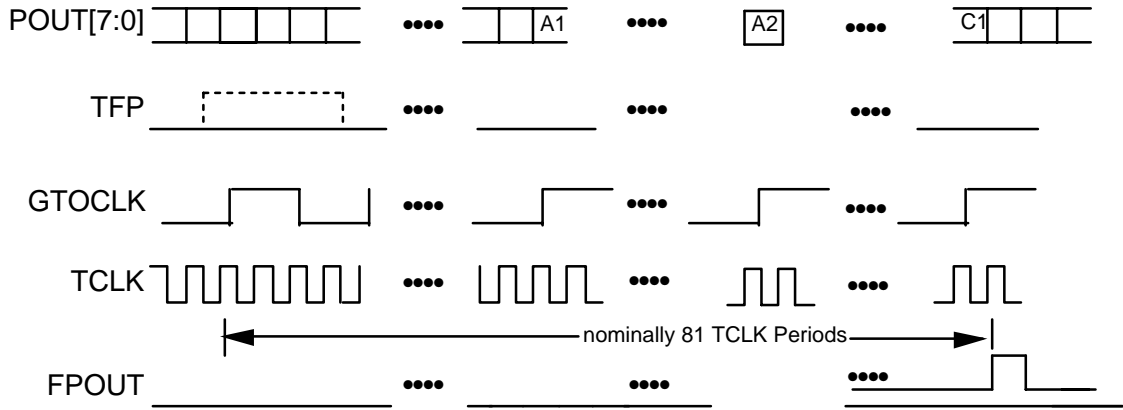 POUT[7:0] A1 A2 C1
TFP
GTOCLK
TCLK
nominally 81 TCLK Periods
FPOUT